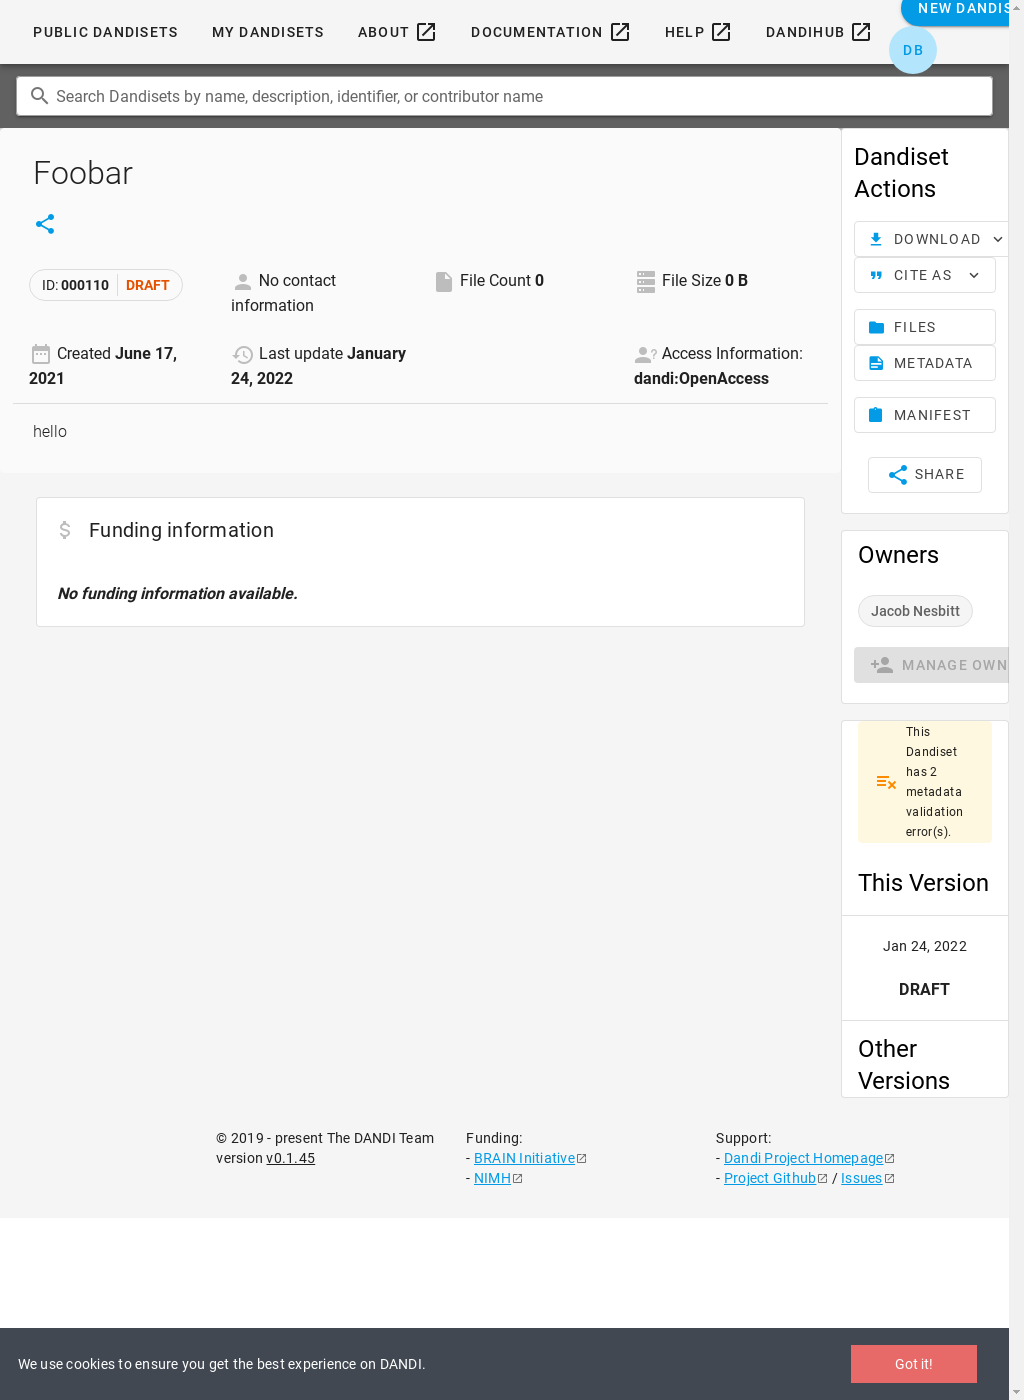 PUBLIC DANDISETS
MY DANDISETS
ABOUT
DOCUMENTATION
HELP
DANDIHUB
NEW DANDIS
DB
Search Dandisets by name, description, identifier, or contributor name
Foobar
ID: 000110 DRAFT
No contact
information
File Count 0
File Size 0 B
Created June 17,
2021
Last update January
24, 2022
Access Information:
dandi:OpenAccess
hello
Funding information
No funding information available.
Dandiset
Actions
DOWNLOAD
CITE AS
FILES
METADATA
MANIFEST
SHARE
Owners
Jacob Nesbitt
MANAGE OWN
This
Dandiset
has 2
metadata
validation
error(s).
This Version
Jan 24, 2022
DRAFT
Other
Versions
© 2019 - present The DANDI Team
version v0.1.45
Funding:
- BRAIN Initiative
- NIMH
Support:
- Dandi Project Homepage
- Project Github / Issues
We use cookies to ensure you get the best experience on DANDI.
Got it!